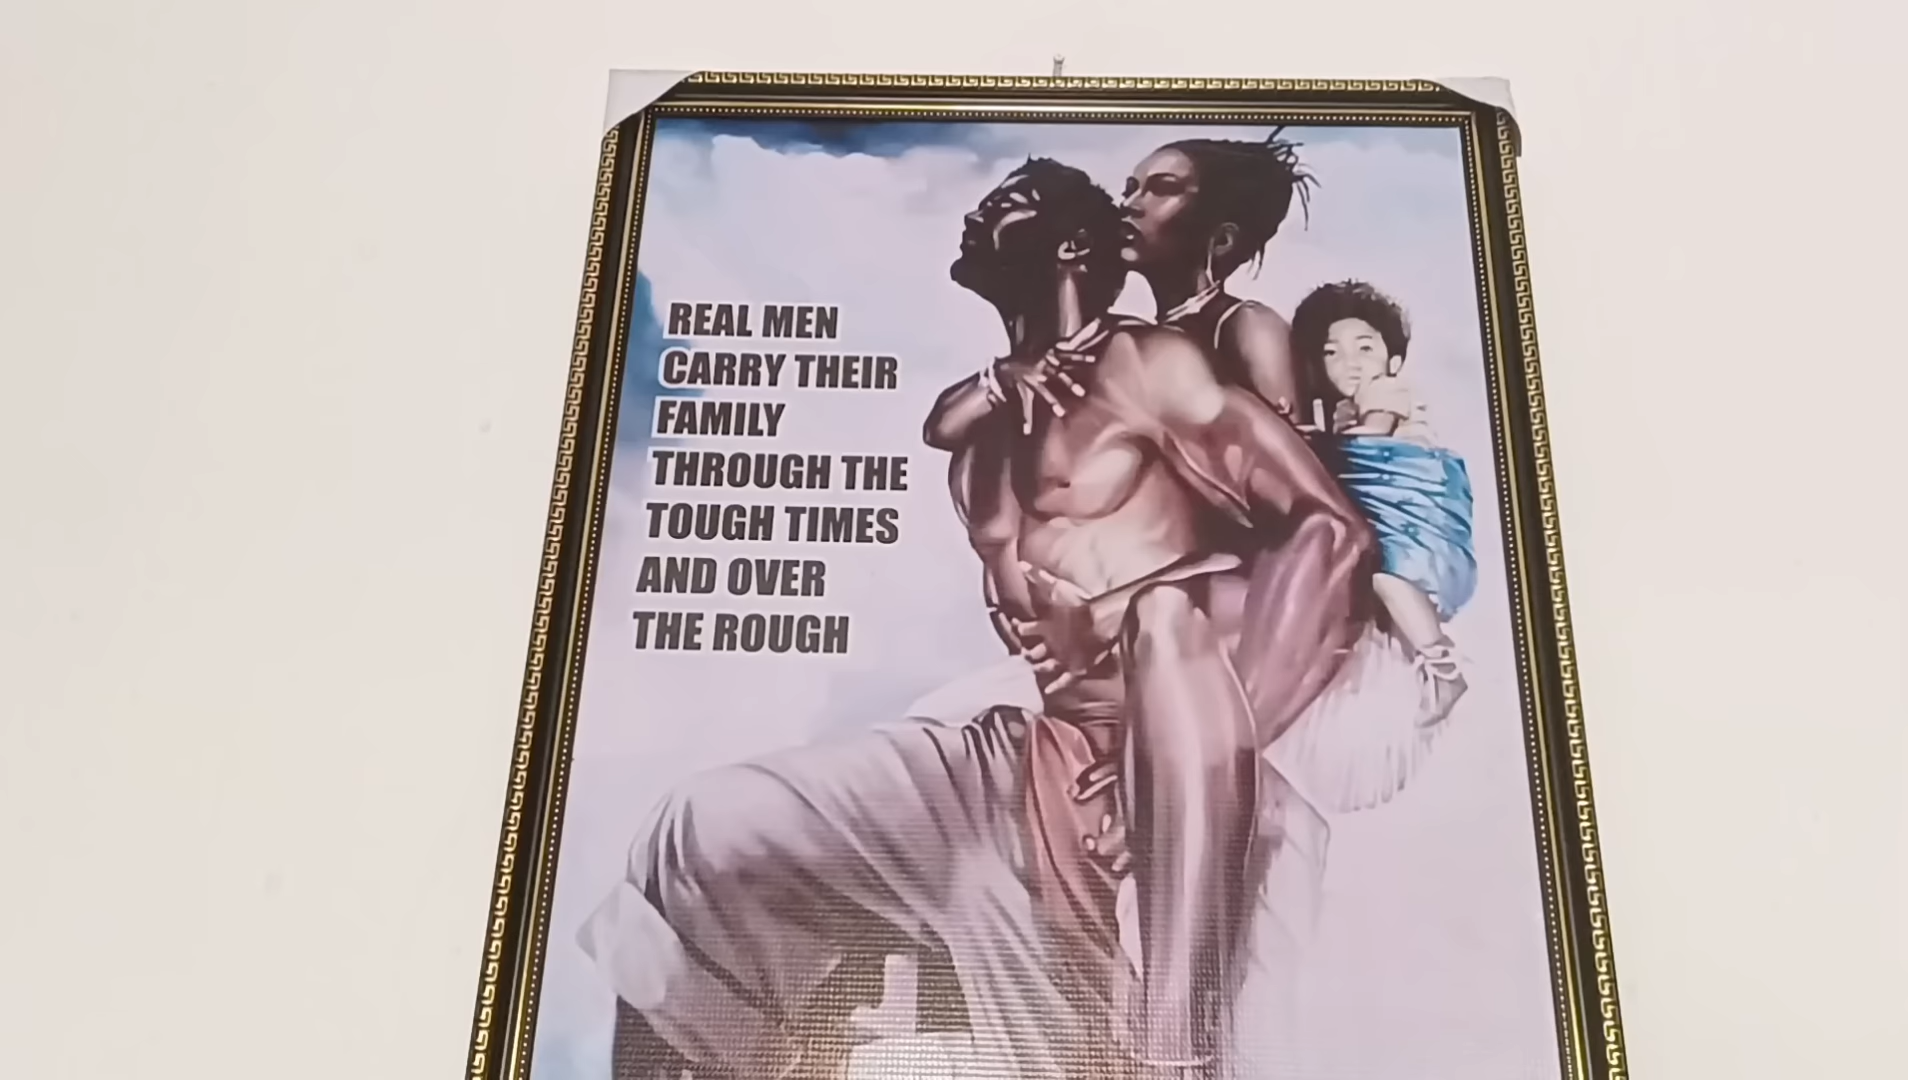 REAL MEN
CARRY THEIR
FAMILY
THROUGH THE
TOUGH TIMES
AND OVER
THE ROUGH